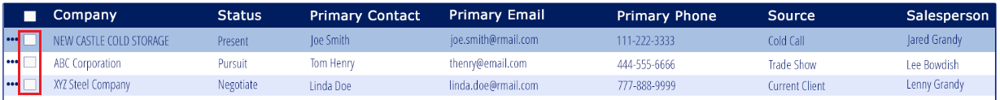 Company Status Primary Contact Primary Email Primary Phone Source Salesperson
NEW CASTLE COLD STORAGE Present Joe Smith joe.smith@rmail.com 111-222-3333 Cold Call Jared Grandy
ABC Corporation Pursuit Tom Henry thenry@email.com 444-555-6666 Trade Show Lee Bowdish
XYZ Steel Company Negotiate Linda Doe linda.doe@rmail.com 777-888-9999 Current Client Lenny Grandy